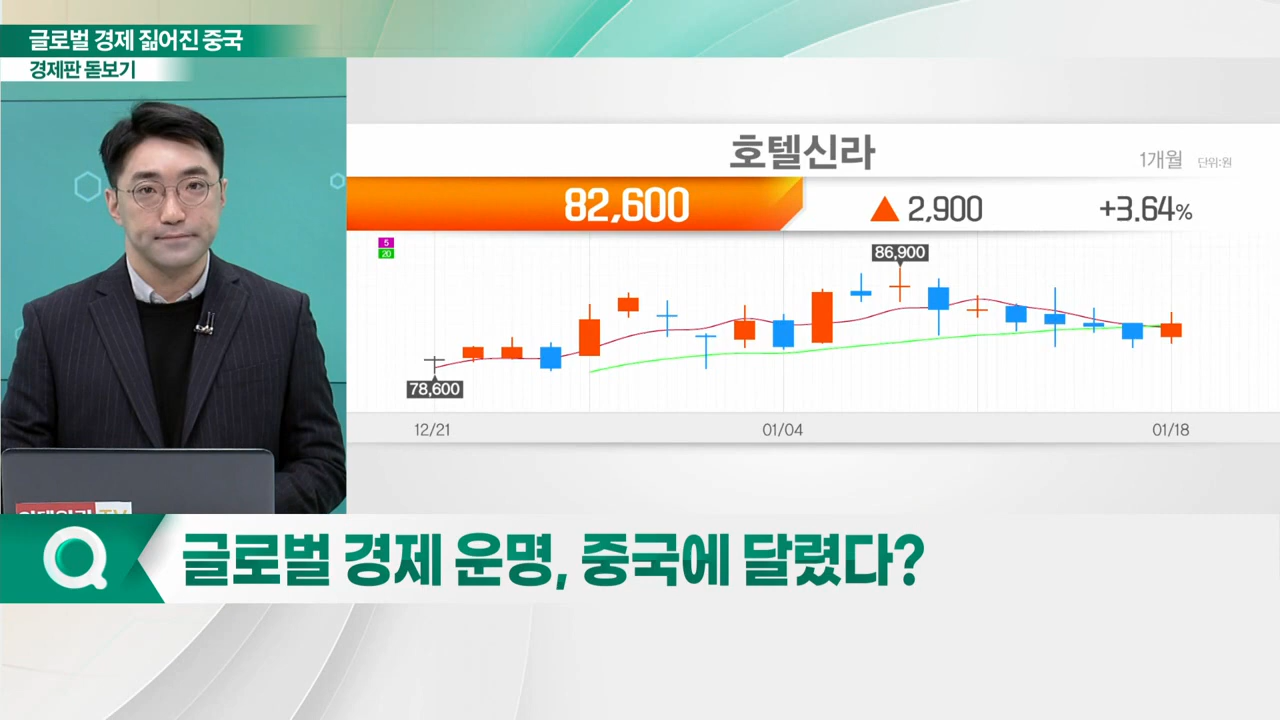 글로벌 경제 짊어진 중국
경제판 돋보기
호텔신라
1개월 단위:원
82,600 ▲ 2,900 +3.64%
5
20
86,900
78,600
12/21 01/04 01/18
글로벌 경제 운명, 중국에 달렸다?